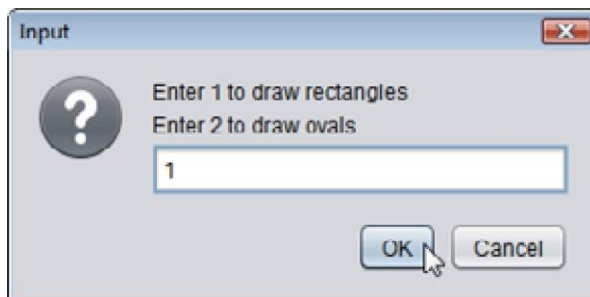 Input
Enter 1 to draw rectangles
Enter 2 to draw ovals
1
OK Cancel